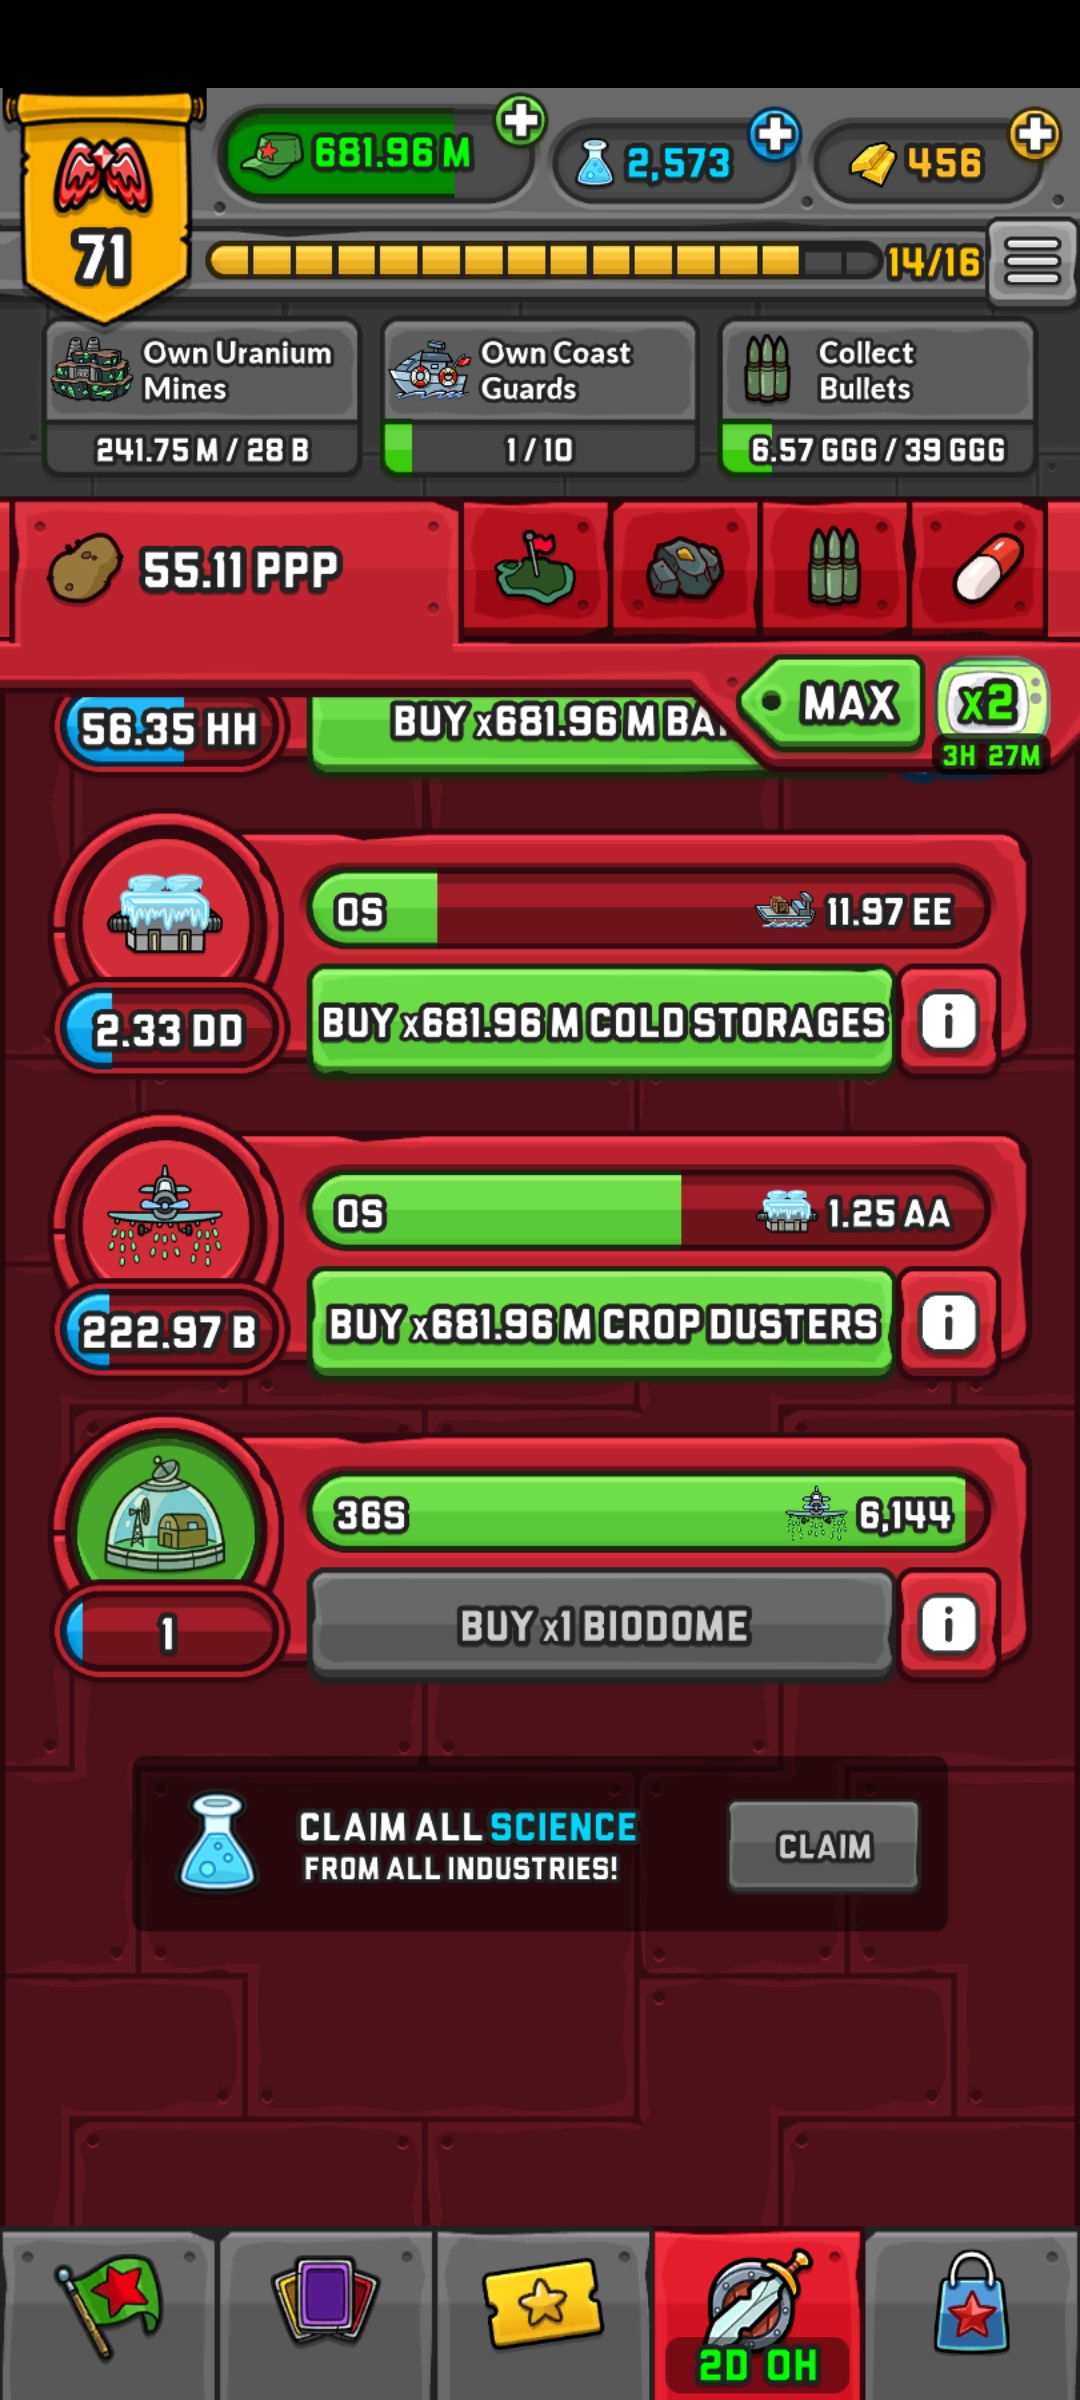 681.96 M
2,573
456
71
14/16
Own Uranium
Mines
Own Coast
Guards
Collect
Bullets
241.75 M / 28 B
1 / 10
6.57 GGG / 39 GGG
55.11 PPP
MAX
x2
3H 27M
56.35 HH
BUY x681.96 M
OS
11.97 EE
2.33 DD
BUY x681.96 M COLD STORAGES
i
OS
1.25 AA
222.97 B
BUY x681.96 M CROP DUSTERS
i
36S
6,144
1
BUY x1 BIODOME
i
CLAIM ALL SCIENCE
FROM ALL INDUSTRIES!
CLAIM
2D 0H